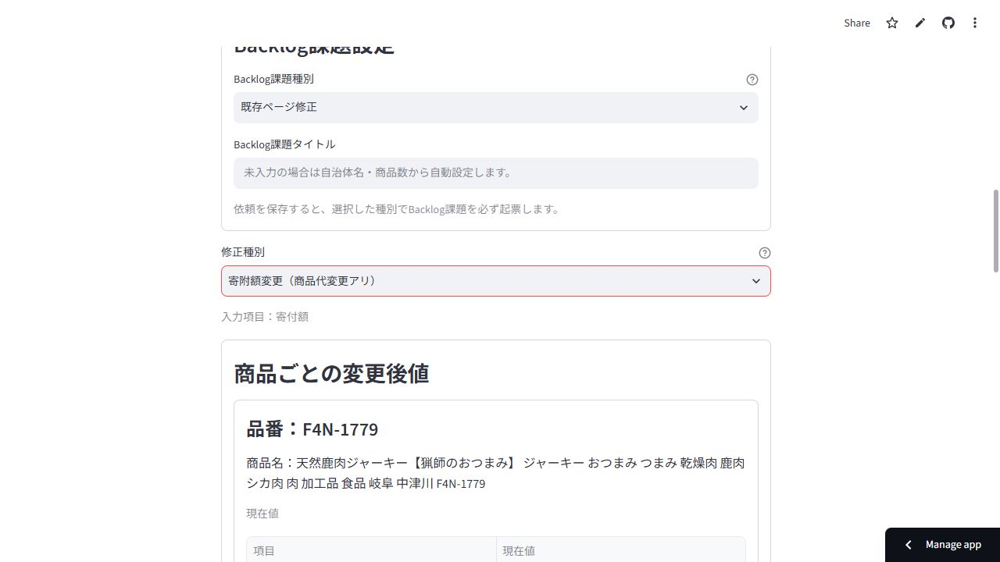 Share
Backlog課題設定
Backlog課題種別
既存ページ修正
Backlog課題タイトル
未入力の場合は自治体名・商品数から自動設定します。
依頼を保存すると、選択した種別でBacklog課題を必ず起票します。
修正種別
寄附額変更（商品代変更アリ）
入力項目：寄付額
商品ごとの変更後値
品番：F4N-1779
商品名：天然鹿肉ジャーキー【猟師のおつまみ】 ジャーキー おつまみ つまみ 乾燥肉 鹿肉
シカ肉 肉 加工品 食品 岐阜 中津川 F4N-1779
現在値
項目 現在値
Manage app